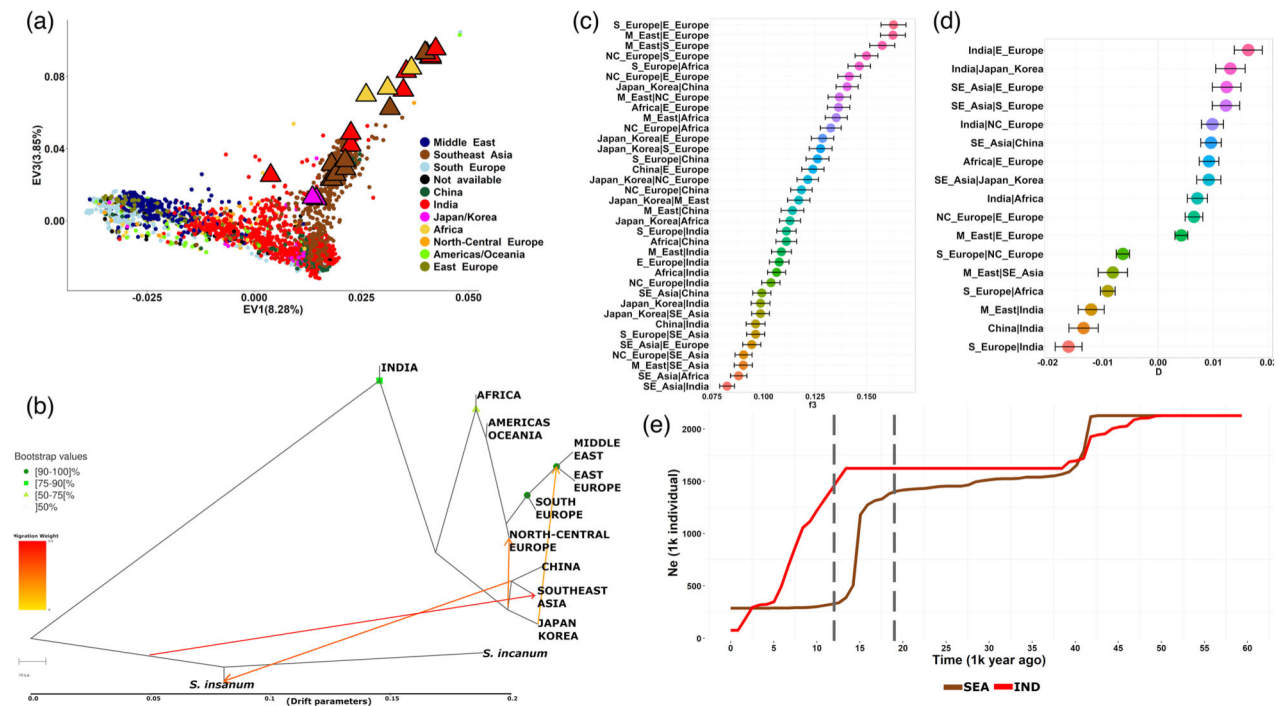 (a)
EV3(3.85%)
0.08
0.04
0.00
-0.025
0.000
0.025
0.050
EV1(8.28%)
Middle East
Southeast Asia
South Europe
Not available
China
India
Japan/Korea
Africa
North-Central Europe
Americas/Oceania
East Europe
(b)
Bootstrap values
[90-100]%
[75-90[%
[50-75[%
]50%
Migration Weight
INDIA
AFRICA
AMERICAS
OCEANIA
MIDDLE
EAST
EAST
EUROPE
SOUTH
EUROPE
NORTH-CENTRAL
EUROPE
CHINA
SOUTHEAST
ASIA
JAPAN
KOREA
S. incanum
S. insanum
0.0
0.05
0.1
0.2
(Drift parameters)
(c)
S_Europe|E_Europe
M_East|E_Europe
M_East|S_Europe
NC_Europe|S_Europe
S_Europe|Africa
NC_Europe|E_Europe
Japan_Korea|China
M_East|NC_Europe
Africa|E_Europe
M_East|Africa
NC_Europe|Africa
Japan_Korea|E_Europe
Japan_Korea|S_Europe
S_Europe|China
China|E_Europe
Japan_Korea|NC_Europe
NC_Europe|China
Japan_Korea|M_East
M_East|China
Japan_Korea|Africa
S_Europe|India
Africa|China
M_East|India
E_Europe|India
Africa|India
NC_Europe|India
SE_Asia|China
Japan_Korea|India
Japan_Korea|SE_Asia
China|India
S_Europe|SE_Asia
SE_Asia|E_Europe
NC_Europe|SE_Asia
M_East|SE_Asia
SE_Asia|Africa
SE_Asia|India
0.075
0.100
0.125
0.150
f3
(d)
India|E_Europe
India|Japan_Korea
SE_Asia|E_Europe
SE_Asia|S_Europe
India|NC_Europe
SE_Asia|China
Africa|E_Europe
SE_Asia|Japan_Korea
India|Africa
NC_Europe|E_Europe
M_East|E_Europe
S_Europe|NC_Europe
M_East|SE_Asia
S_Europe|Africa
M_East|India
China|India
S_Europe|India
-0.02
-0.01
0.00
0.01
0.02
D
(e)
Ne (1k individual)
2000
1500
1000
500
0
0
5
10
15
20
25
30
35
40
45
50
55
60
Time (1k year ago)
SEA
IND